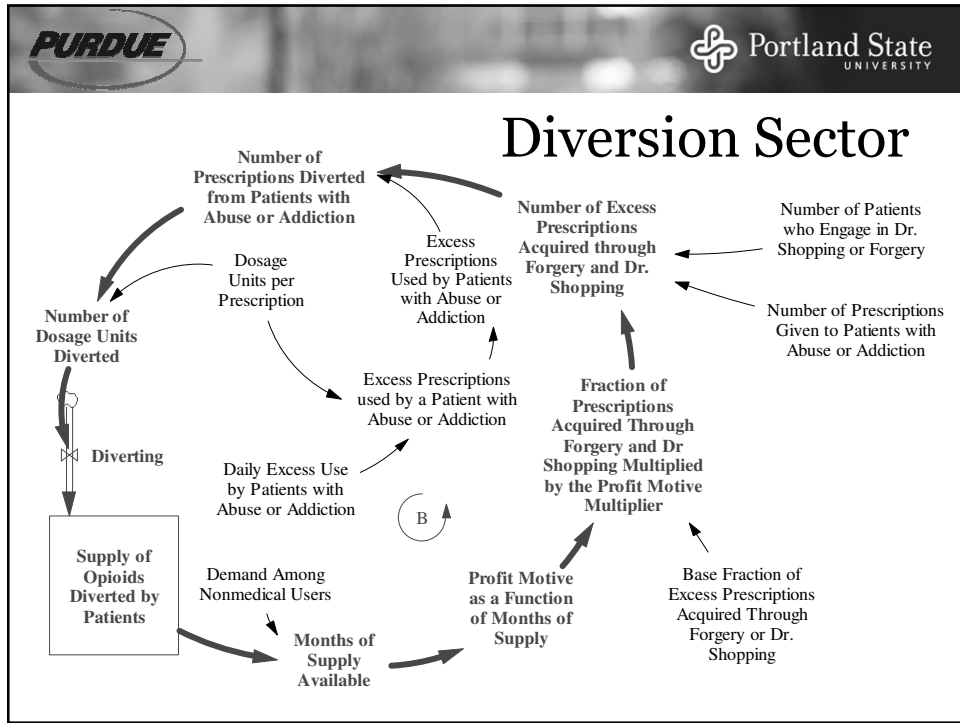 PURDUE
Portland State
UNIVERSITY
Diversion Sector
Number of
Prescriptions Diverted
from Patients with
Abuse or Addiction
Number of Excess
Prescriptions
Acquired through
Forgery and Dr.
Shopping
Number of Patients
who Engage in Dr.
Shopping or Forgery
Excess
Prescriptions
Used by Patients
with Abuse or
Addiction
Dosage
Units per
Prescription
Number of
Dosage Units
Diverted
Number of Prescriptions
Given to Patients with
Abuse or Addiction
Excess Prescriptions
used by a Patient with
Abuse or Addiction
Fraction of
Prescriptions
Acquired Through
Forgery and Dr
Shopping Multiplied
by the Profit Motive
Multiplier
Diverting
Daily Excess Use
by Patients with
Abuse or Addiction
B
Supply of
Opioids
Diverted by
Patients
Demand Among
Nonmedical Users
Profit Motive
as a Function
of Months of
Supply
Base Fraction of
Excess Prescriptions
Acquired Through
Forgery or Dr.
Shopping
Months of
Supply
Available